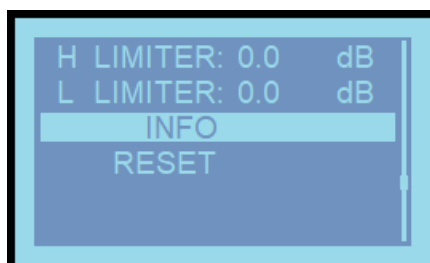 H LIMITER: 0.0 dB
L LIMITER: 0.0 dB
INFO
RESET